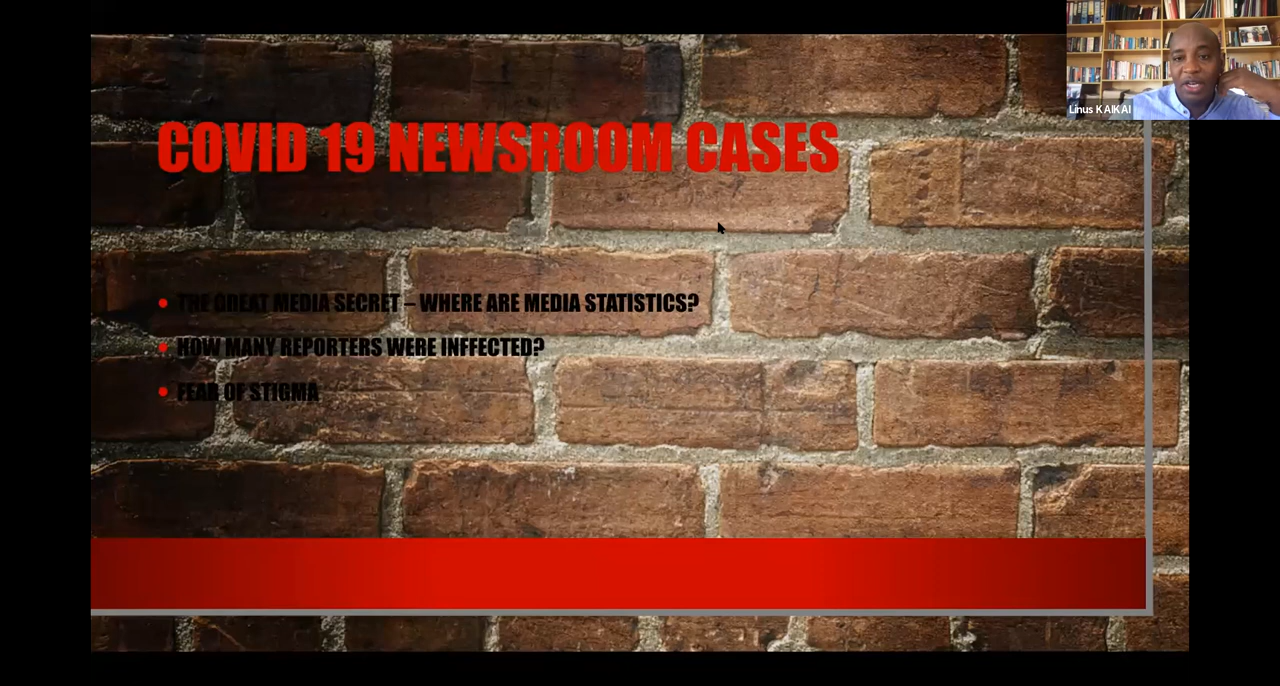 Linus KAIKAI
COVID 19 NEWSROOM CASES
• THE GREAT MEDIA SECRET – WHERE ARE MEDIA STATISTICS?
• HOW MANY REPORTERS WERE INFFECTED?
• FEAR OF STIGMA